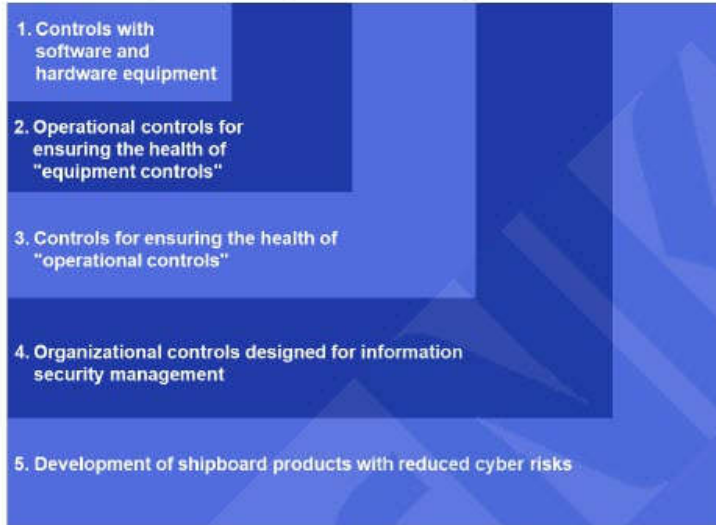 1. Controls with
software and
hardware equipment
2. Operational controls for
ensuring the health of
"equipment controls"
3. Controls for ensuring the health of
"operational controls"
4. Organizational controls designed for information
security management
5. Development of shipboard products with reduced cyber risks